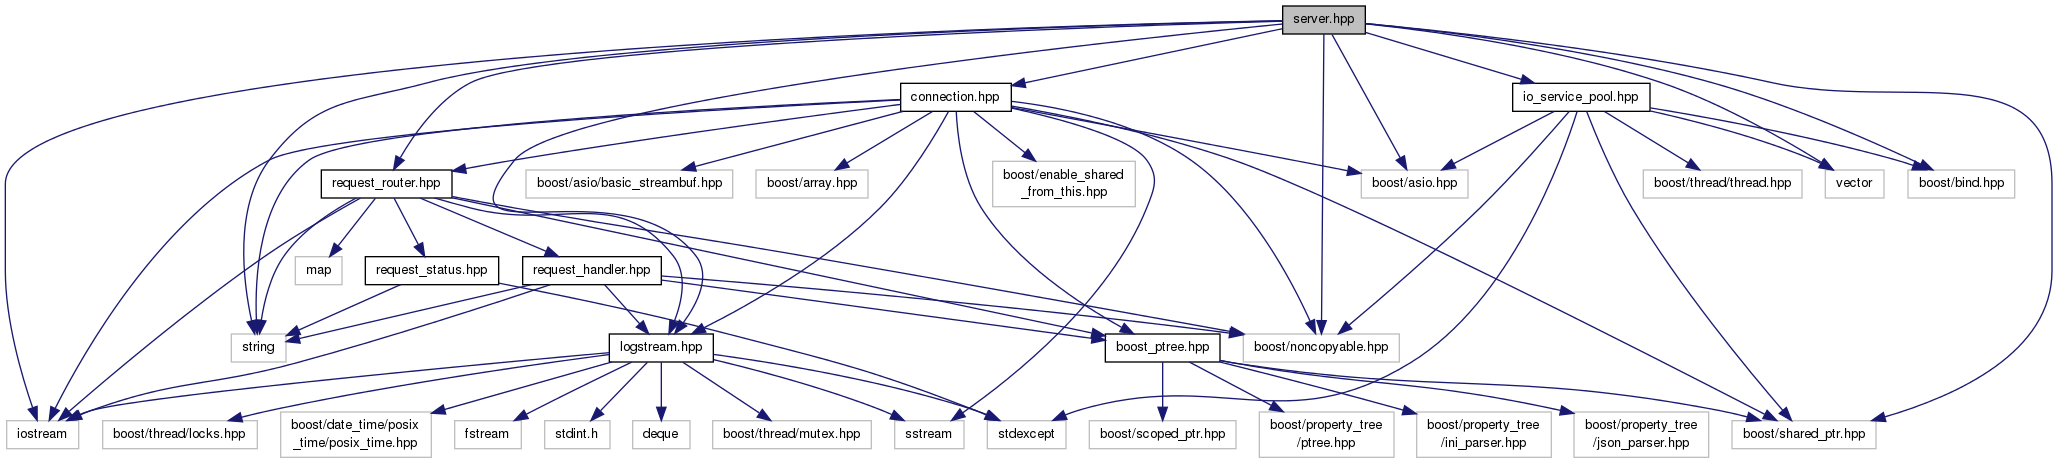 server.hpp
connection.hpp
io_service_pool.hpp
request_router.hpp
boost/asio/basic_streambuf.hpp
boost/array.hpp
boost/enable_shared
_from_this.hpp
boost/asio.hpp
boost/thread/thread.hpp
vector
boost/bind.hpp
map
request_status.hpp
request_handler.hpp
string
logstream.hpp
boost_ptree.hpp
boost/noncopyable.hpp
iostream
boost/thread/locks.hpp
boost/date_time/posix
_time/posix_time.hpp
fstream
stdint.h
deque
boost/thread/mutex.hpp
sstream
stdexcept
boost/scoped_ptr.hpp
boost/property_tree
/ptree.hpp
boost/property_tree
/ini_parser.hpp
boost/property_tree
/json_parser.hpp
boost/shared_ptr.hpp